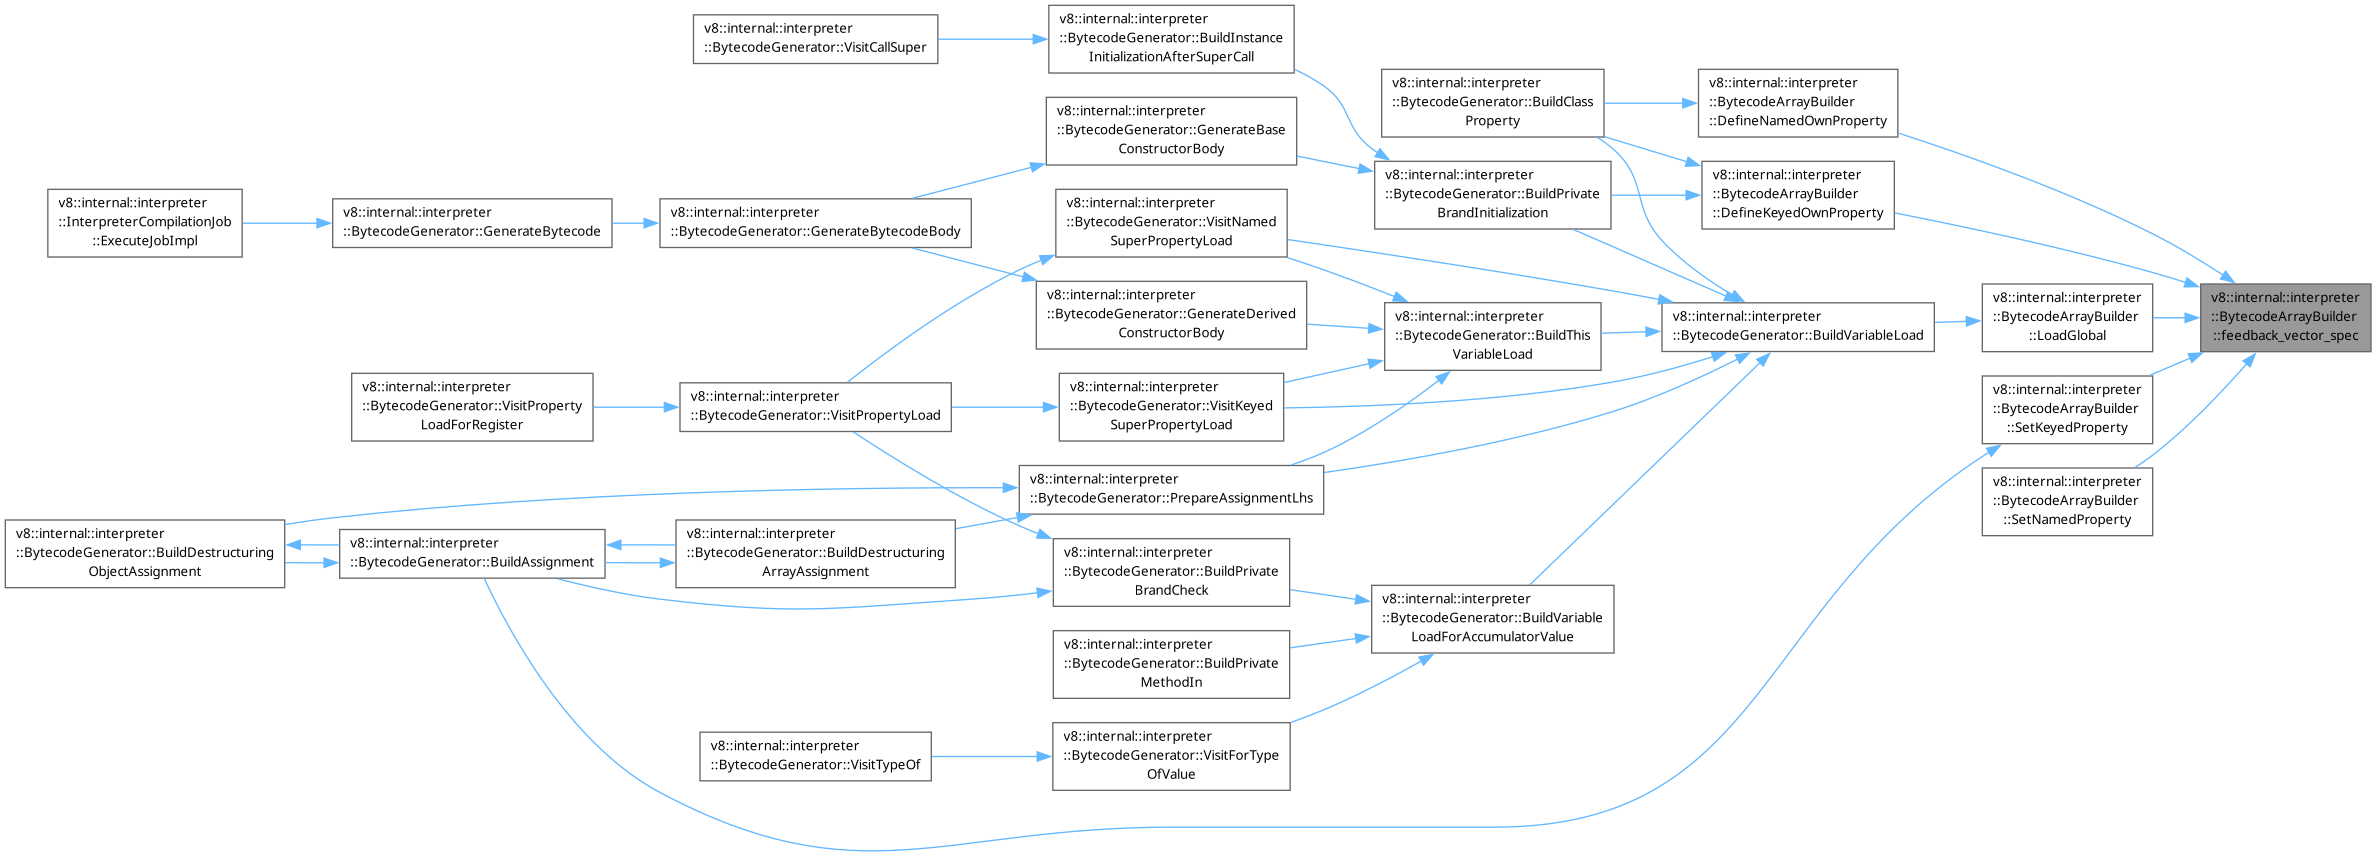 v8::internal::interpreter
::BytecodeGenerator::VisitCallSuper
v8::internal::interpreter
::BytecodeGenerator::BuildInstance
InitializationAfterSuperCall
v8::internal::interpreter
::BytecodeGenerator::BuildClass
Property
v8::internal::interpreter
::BytecodeArrayBuilder
::DefineNamedOwnProperty
v8::internal::interpreter
::BytecodeGenerator::GenerateBase
ConstructorBody
v8::internal::interpreter
::BytecodeGenerator::BuildPrivate
BrandInitialization
v8::internal::interpreter
::BytecodeArrayBuilder
::DefineKeyedOwnProperty
v8::internal::interpreter
::InterpreterCompilationJob
::ExecuteJobImpl
v8::internal::interpreter
::BytecodeGenerator::GenerateBytecode
v8::internal::interpreter
::BytecodeGenerator::GenerateBytecodeBody
v8::internal::interpreter
::BytecodeGenerator::VisitNamed
SuperPropertyLoad
v8::internal::interpreter
::BytecodeGenerator::GenerateDerived
ConstructorBody
v8::internal::interpreter
::BytecodeGenerator::BuildThis
VariableLoad
v8::internal::interpreter
::BytecodeGenerator::BuildVariableLoad
v8::internal::interpreter
::BytecodeArrayBuilder
::LoadGlobal
v8::internal::interpreter
::BytecodeArrayBuilder
::feedback_vector_spec
v8::internal::interpreter
::BytecodeGenerator::VisitProperty
LoadForRegister
v8::internal::interpreter
::BytecodeGenerator::VisitPropertyLoad
v8::internal::interpreter
::BytecodeGenerator::VisitKeyed
SuperPropertyLoad
v8::internal::interpreter
::BytecodeArrayBuilder
::SetKeyedProperty
v8::internal::interpreter
::BytecodeGenerator::PrepareAssignmentLhs
v8::internal::interpreter
::BytecodeArrayBuilder
::SetNamedProperty
v8::internal::interpreter
::BytecodeGenerator::BuildDestructuring
ObjectAssignment
v8::internal::interpreter
::BytecodeGenerator::BuildAssignment
v8::internal::interpreter
::BytecodeGenerator::BuildDestructuring
ArrayAssignment
v8::internal::interpreter
::BytecodeGenerator::BuildPrivate
BrandCheck
v8::internal::interpreter
::BytecodeGenerator::BuildVariable
LoadForAccumulatorValue
v8::internal::interpreter
::BytecodeGenerator::BuildPrivate
MethodIn
v8::internal::interpreter
::BytecodeGenerator::VisitTypeOf
v8::internal::interpreter
::BytecodeGenerator::VisitForType
OfValue